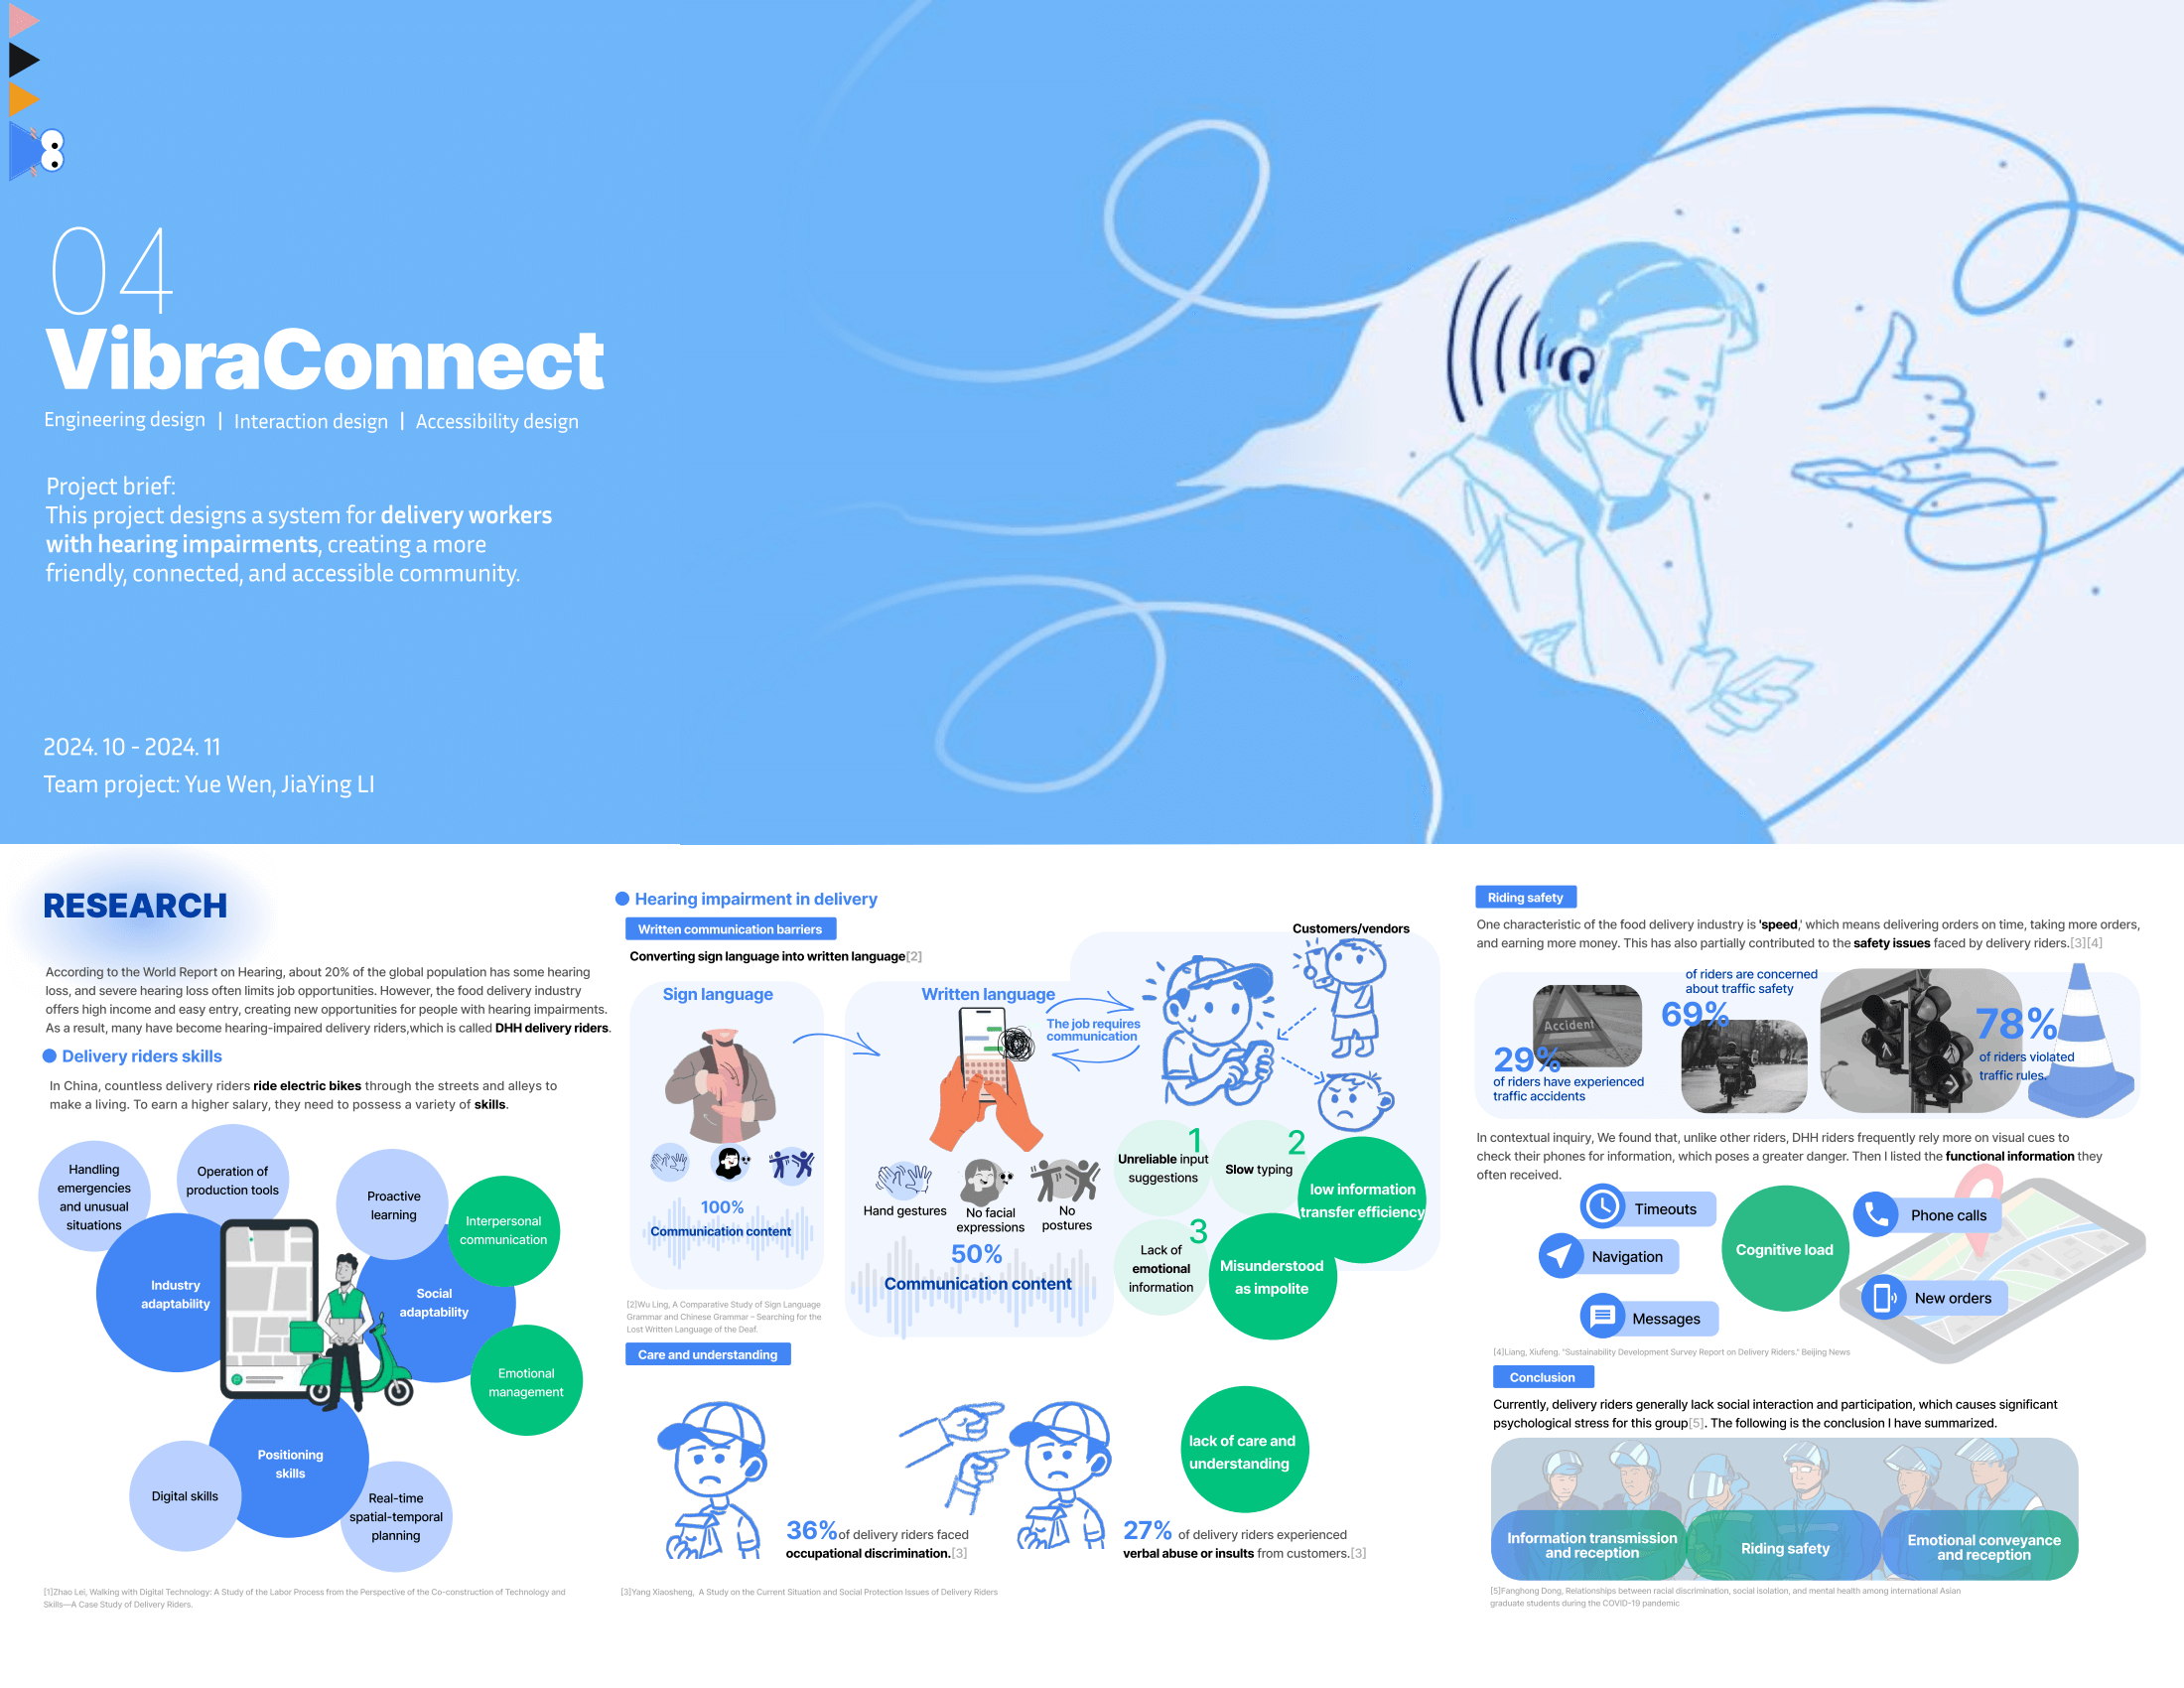 04
VibraConnect
Engineering design | Interaction design | Accessibility design
Project brief:
This project designs a system for delivery workers
with hearing impairments, creating a more
friendly, connected, and accessible community.
2024. 10 - 2024. 11
Team project: Yue Wen, JiaYing LI
RESEARCH
According to the World Report on Hearing, about 20% of the global population has some hearing
loss, and severe hearing loss often limits job opportunities. However, the food delivery industry
offers high income and easy entry, creating new opportunities for people with hearing impairments.
As a result, many have become hearing-impaired delivery riders,which is called DHH delivery riders.
Delivery riders skills
In China, countless delivery riders ride electric bikes through the streets and alleys to
make a living. To earn a higher salary, they need to possess a variety of skills.
Handling
emergencies
and unusual
situations
Operation of
production tools
Proactive
learning
Interpersonal
communication
Industry
adaptability
Social
adaptability
Emotional
management
Positioning
skills
Digital skills
Real-time
spatial-temporal
planning
[1]Zhao Lei, Walking with Digital Technology: A Study of the Labor Process from the Perspective of the Co-construction of Technology and
Skills—A Case Study of Delivery Riders.
Hearing impairment in delivery
Written communication barriers
Converting sign language into written language[2]
Sign language
100%
Communication content
Written language
The job requires
communication
Customers/vendors
Hand gestures
No facial
expressions
No
postures
50%
Communication content
1
Unreliable input
suggestions
2
Slow typing
3
Lack of
emotional
information
low information
transfer efficiency
Misunderstood
as impolite
[2]Wu Ling, A Comparative Study of Sign Language
Grammar and Chinese Grammar – Searching for the
Lost Written Language of the Deaf.
Care and understanding
36%of delivery riders faced
occupational discrimination.[3]
27% of delivery riders experienced
verbal abuse or insults from customers.[3]
lack of care and
understanding
[3]Yang Xiaosheng, A Study on the Current Situation and Social Protection Issues of Delivery Riders
Riding safety
One characteristic of the food delivery industry is 'speed,' which means delivering orders on time, taking more orders,
and earning more money. This has also partially contributed to the safety issues faced by delivery riders.[3][4]
Accident
29%
of riders have experienced
traffic accidents
of riders are concerned
about traffic safety
69%
78%
of riders violated
traffic rules.
In contextual inquiry, We found that, unlike other riders, DHH riders frequently rely more on visual cues to
check their phones for information, which poses a greater danger. Then I listed the functional information they
often received.
Timeouts
Navigation
Messages
Cognitive load
Phone calls
New orders
[4]Liang, Xiufeng. "Sustainability Development Survey Report on Delivery Riders." Beijing News
Conclusion
Currently, delivery riders generally lack social interaction and participation, which causes significant
psychological stress for this group[5]. The following is the conclusion I have summarized.
Information transmission
and reception
Riding safety
Emotional conveyance
and reception
[5]Fanghong Dong, Relationships between racial discrimination, social isolation, and mental health among international Asian
graduate students during the COVID-19 pandemic